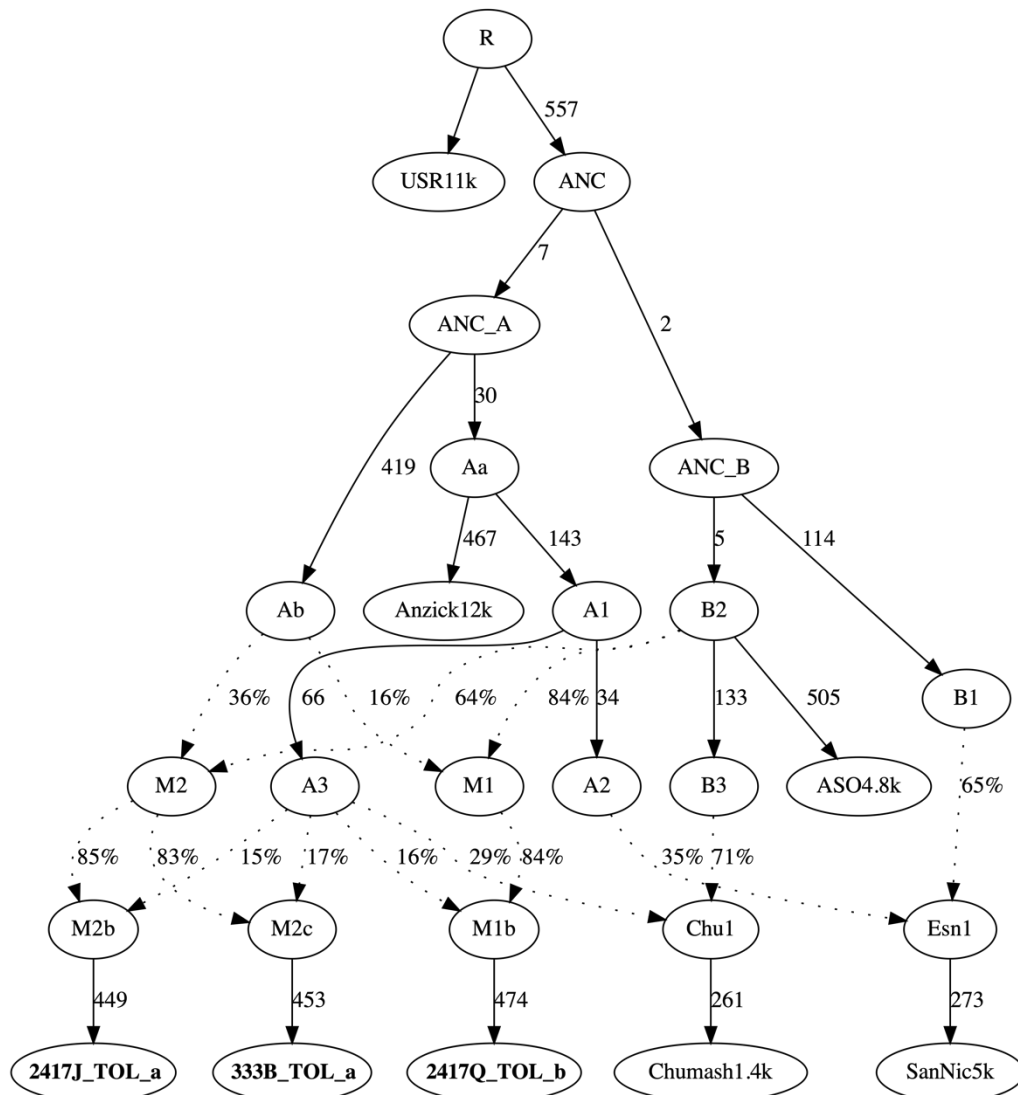 R
557
USR11k ANC
7
ANC_A 2
30
419 Aa ANC_B
467 143 5 114
Ab Anzick12k A1 B2
36% 66 16% 64% 84% 34 133 505 B1
M2 A3 M1 A2 B3 ASO4.8k 65%
85% 83% 15% 17% 16% 29% 84% 35% 71%
M2b M2c M1b Chu1 Esn1
449 453 474 261 273
2417J_TOL_a 333B_TOL_a 2417Q_TOL_b Chumash1.4k SanNic5k